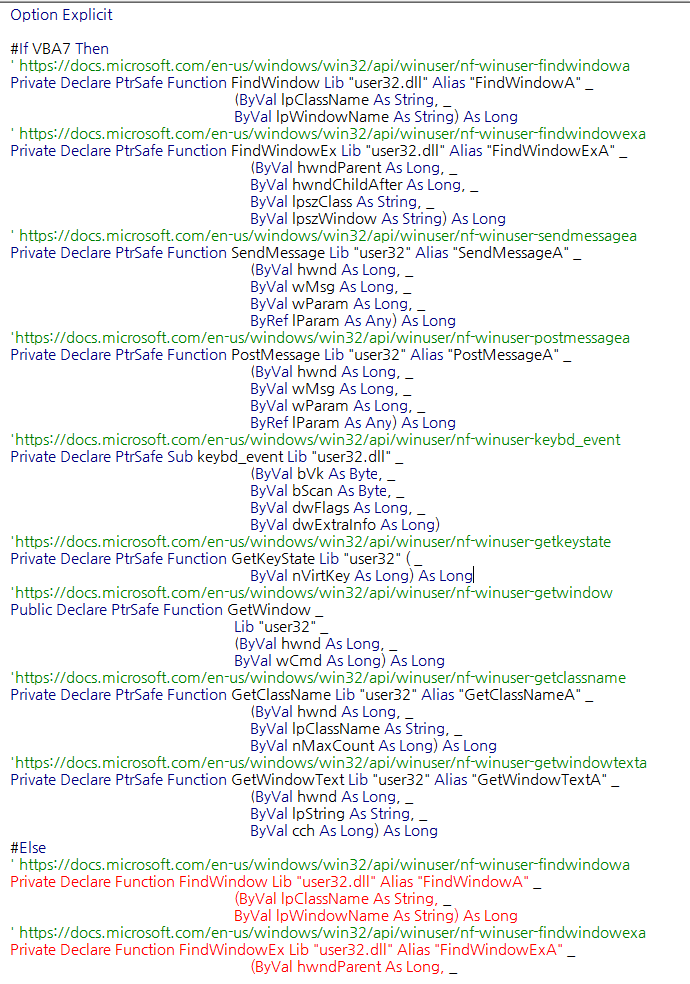 Option Explicit
#If VBA7 Then
' https://docs.microsoft.com/en-us/windows/win32/api/winuser/nf-winuser-findwindowa
Private Declare PtrSafe Function FindWindow Lib "user32.dll" Alias "FindWindowA" _
(ByVal lpClassName As String, _
ByVal lpWindowName As String) As Long
' https://docs.microsoft.com/en-us/windows/win32/api/winuser/nf-winuser-findwindowexa
Private Declare PtrSafe Function FindWindowEx Lib "user32.dll" Alias "FindWindowExA" _
(ByVal hwndParent As Long, _
ByVal hwndChildAfter As Long, _
ByVal lpszClass As String, _
ByVal lpszWindow As String) As Long
' https://docs.microsoft.com/en-us/windows/win32/api/winuser/nf-winuser-sendmessagea
Private Declare PtrSafe Function SendMessage Lib "user32" Alias "SendMessageA" _
(ByVal hwnd As Long, _
ByVal wMsg As Long, _
ByVal wParam As Long, _
ByRef lParam As Any) As Long
'https://docs.microsoft.com/en-us/windows/win32/api/winuser/nf-winuser-postmessagea
Private Declare PtrSafe Function PostMessage Lib "user32" Alias "PostMessageA" _
(ByVal hwnd As Long, _
ByVal wMsg As Long, _
ByVal wParam As Long, _
ByRef lParam As Any) As Long
'https://docs.microsoft.com/en-us/windows/win32/api/winuser/nf-winuser-keybd_event
Private Declare PtrSafe Sub keybd_event Lib "user32.dll" _
(ByVal bVk As Byte, _
ByVal bScan As Byte, _
ByVal dwFlags As Long, _
ByVal dwExtraInfo As Long)
'https://docs.microsoft.com/en-us/windows/win32/api/winuser/nf-winuser-getkeystate
Private Declare PtrSafe Function GetKeyState Lib "user32" ( _
ByVal nVirtKey As Long) As Long
'https://docs.microsoft.com/en-us/windows/win32/api/winuser/nf-winuser-getwindow
Public Declare PtrSafe Function GetWindow _
Lib "user32" _
(ByVal hwnd As Long, _
ByVal wCmd As Long) As Long
'https://docs.microsoft.com/en-us/windows/win32/api/winuser/nf-winuser-getclassname
Private Declare PtrSafe Function GetClassName Lib "user32" Alias "GetClassNameA" _
(ByVal hwnd As Long, _
ByVal lpClassName As String, _
ByVal nMaxCount As Long) As Long
'https://docs.microsoft.com/en-us/windows/win32/api/winuser/nf-winuser-getwindowtexta
Private Declare PtrSafe Function GetWindowText Lib "user32" Alias "GetWindowTextA" _
(ByVal hwnd As Long, _
ByVal lpString As String, _
ByVal cch As Long) As Long
#Else
' https://docs.microsoft.com/en-us/windows/win32/api/winuser/nf-winuser-findwindowa
Private Declare Function FindWindow Lib "user32.dll" Alias "FindWindowA" _
(ByVal lpClassName As String, _
ByVal lpWindowName As String) As Long
' https://docs.microsoft.com/en-us/windows/win32/api/winuser/nf-winuser-findwindowexa
Private Declare Function FindWindowEx Lib "user32.dll" Alias "FindWindowExA" _
(ByVal hwndParent As Long, _